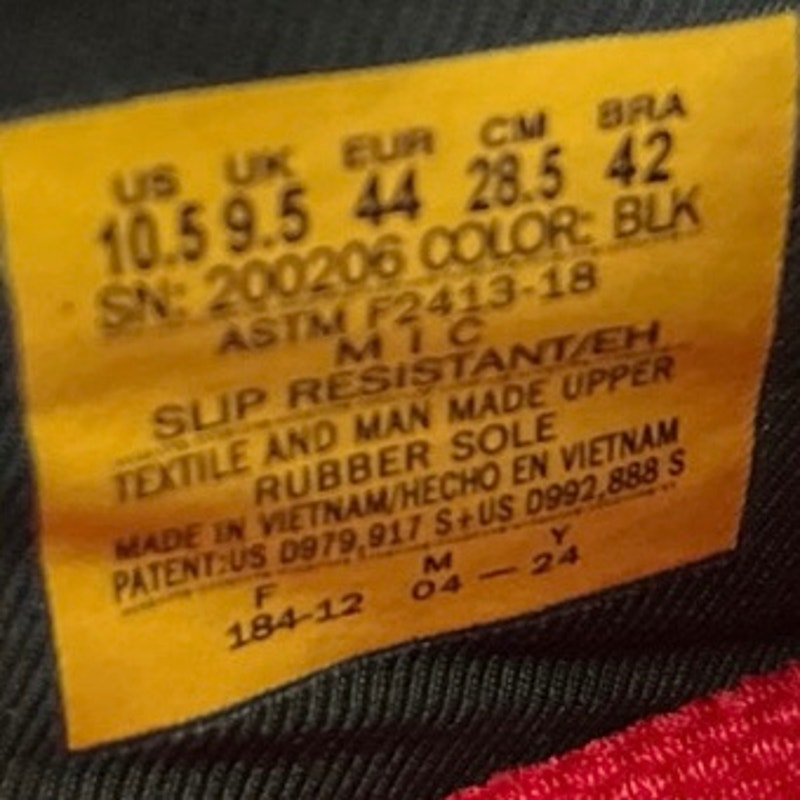 US UK EUR CM BRA
10.5 9.5 44 28.5 42
SN: 200206 COLOR: BLK
ASTM F2413-18
M I C
SLIP RESISTANT/EH
TEXTILE AND MAN MADE UPPER
RUBBER SOLE
MADE IN VIETNAM/HECHO EN VIETNAM
PATENT:US D979,917 S+US D992,888 S
F M Y
184-12 04 — 24